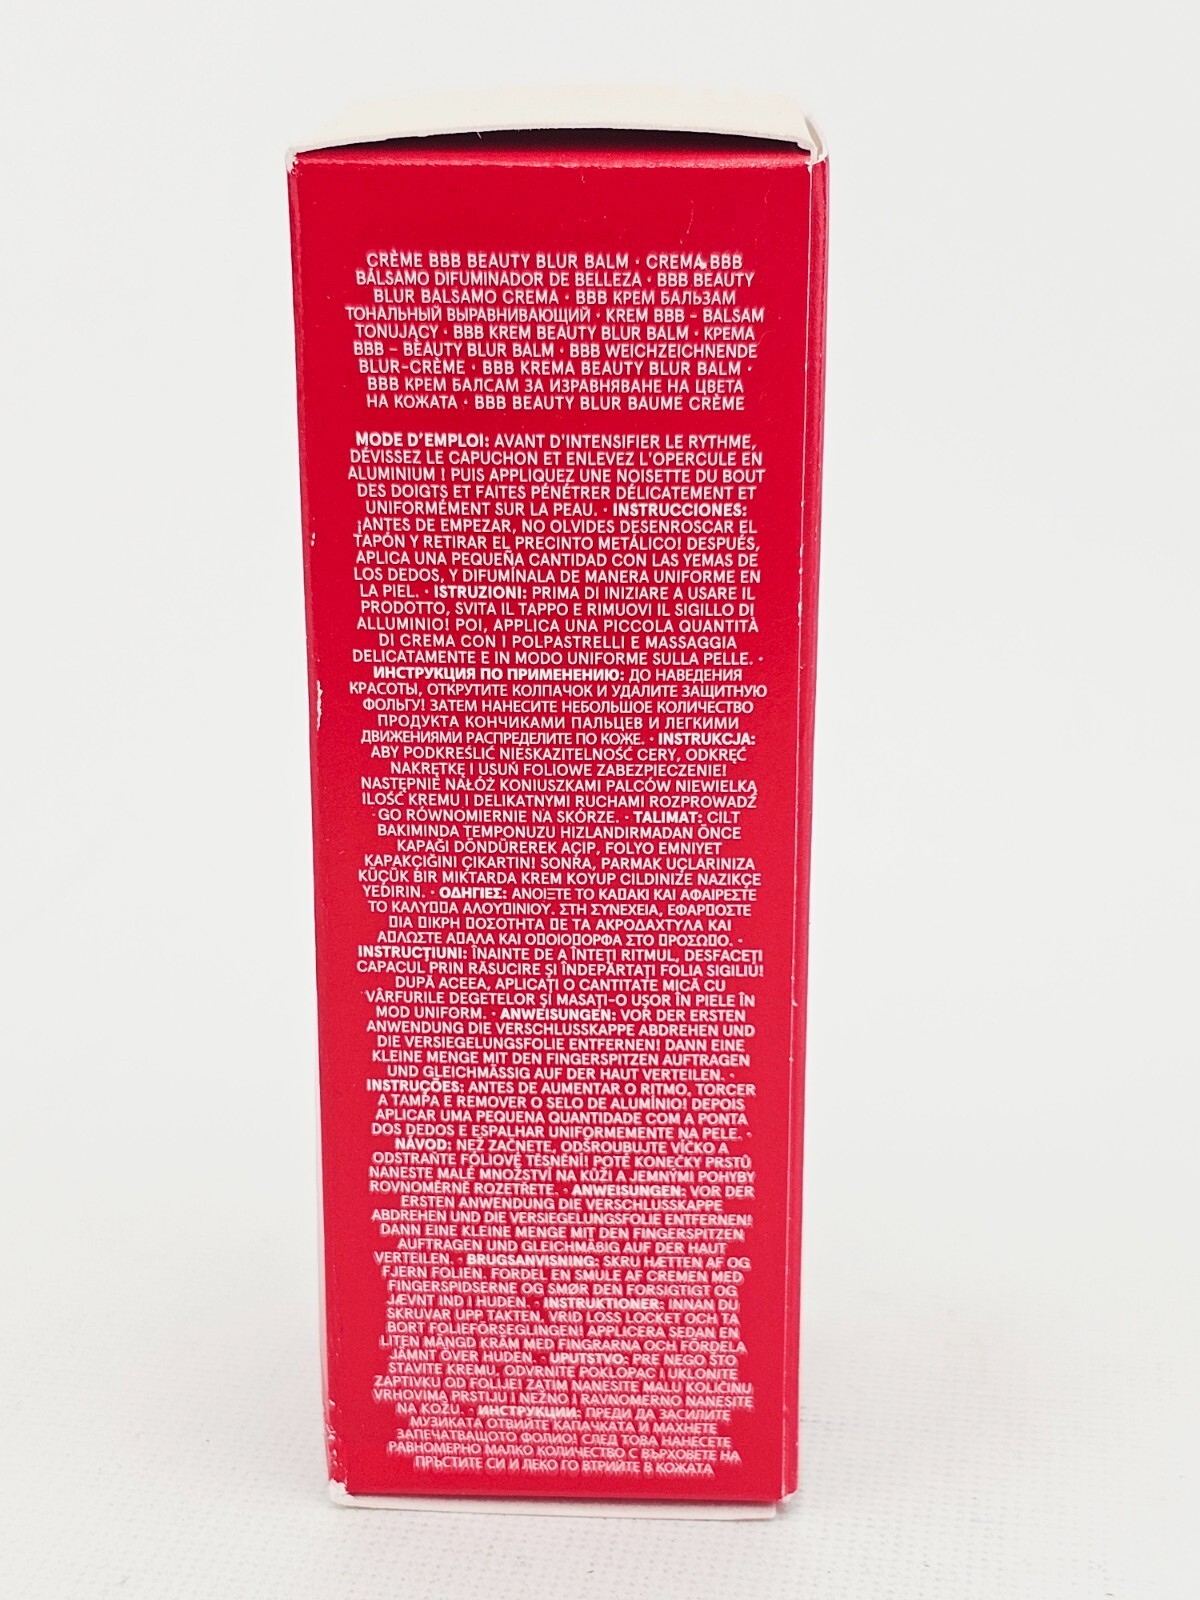 CRÈME BBB BEAUTY BLUR BALM · CREMA BBB
BÁLSAMO DIFUMINADOR DE BELLEZA · BBB BEAUTY
BLUR BALSAMO CREMA · BBB КРЕМ БАЛЬЗАМ
ТОНАЛЬНЫЙ ВЫРАВНИВАЮЩИЙ · KREM BBB – BALSAM
TONUJĄCY · BBB KREM BEAUTY BLUR BALM · ΚΡΕΜΑ
BBB – BEAUTY BLUR BALM · BBB WEICHZEICHNENDE
BLUR-CRÈME · BBB KREMA BEAUTY BLUR BALM ·
BBB КРЕМ БАЛСАМ ЗА ИЗРАВНЯВАНЕ НА ЦВЕТА
НА КОЖАТА · BBB BEAUTY BLUR BAUME CRÈME
MODE D'EMPLOI: AVANT D'INTENSIFIER LE RYTHME,
DÉVISSEZ LE CAPUCHON ET ENLEVEZ L'OPERCULE EN
ALUMINIUM ! PUIS APPLIQUEZ UNE NOISETTE DU BOUT
DES DOIGTS ET FAITES PÉNÉTRER DÉLICATEMENT ET
UNIFORMÉMENT SUR LA PEAU. · INSTRUCCIONES:
¡ANTES DE EMPEZAR, NO OLVIDES DESENROSCAR EL
TAPÓN Y RETIRAR EL PRECINTO METÁLICO! DESPUÉS,
APLICA UNA PEQUEÑA CANTIDAD CON LAS YEMAS DE
LOS DEDOS, Y DIFUMÍNALA DE MANERA UNIFORME EN
LA PIEL. · ISTRUZIONI: PRIMA DI INIZIARE A USARE IL
PRODOTTO, SVITA IL TAPPO E RIMUOVI IL SIGILLO DI
ALLUMINIO! POI, APPLICA UNA PICCOLA QUANTITÀ
DI CREMA CON I POLPASTRELLI E MASSAGGIA
DELICATAMENTE E IN MODO UNIFORME SULLA PELLE. ·
ИНСТРУКЦИЯ ПО ПРИМЕНЕНИЮ: ДО НАВЕДЕНИЯ
КРАСОТЫ, ОТКРУТИТЕ КОЛПАЧОК И УДАЛИТЕ ЗАЩИТНУЮ
ФОЛЬГУ! ЗАТЕМ НАНЕСИТЕ НЕБОЛЬШОЕ КОЛИЧЕСТВО
ПРОДУКТА КОНЧИКАМИ ПАЛЬЦЕВ И ЛЕГКИМИ
ДВИЖЕНИЯМИ РАСПРЕДЕЛИТЕ ПО КОЖЕ. · INSTRUKCJA:
ABY PODKREŚLIĆ NIESKAZITELNOŚĆ CERY, ODKRĘĆ
NAKRĘTKĘ I USUŃ FOLIOWE ZABEZPIECZENIE!
NASTĘPNIE NAŁÓŻ KONIUSZKAMI PALCÓW NIEWIELKĄ
ILOŚĆ KREMU I DELIKATNYMI RUCHAMI ROZPROWADŹ
GO RÓWNOMIERNIE NA SKÓRZE. · TALIMAT: CILT
BAKIMINDA TEMPONUZU HIZLANDIRMADAN ÖNCE
KAPAĞI DÖNDÜREREK AÇIP, FOLYO EMNIYET
KAPAKÇIĞINI ÇIKARTIN! SONRA, PARMAK UÇLARINIZA
KÜÇÜK BIR MIKTARDA KREM KOYUP CILDINIZE NAZIKÇE
YEDIRIN. · ΟΔΗΓΙΕΣ: ΑΝΟΙΞΤΕ ΤΟ ΚΑ▯ΑΚΙ ΚΑΙ ΑΦΑΙΡΕΣΤΕ
ΤΟ ΚΑΛΥ▯▯Α ΑΛΟΥ▯ΙΝΙΟΥ. ΣΤΗ ΣΥΝΕΧΕΙΑ, ΕΦΑΡ▯ΟΣΤΕ
▯ΙΑ ▯ΙΚΡΗ ▯ΟΣΟΤΗΤΑ ▯Ε ΤΑ ΑΚΡΟΔΑΧΤΥΛΑ ΚΑΙ
Α▯ΛΩΣΤΕ Α▯ΑΛΑ ΚΑΙ Ο▯ΟΙΟ▯ΟΡΦΑ ΣΤΟ ▯ΡΟΣΩ▯Ο. ·
INSTRUCȚIUNI: ÎNAINTE DE A ÎNTEȚI RITMUL, DESFACEȚI
CAPACUL PRIN RĂSUCIRE ȘI ÎNDEPĂRTAȚI FOLIA SIGILIU!
DUPĂ ACEEA, APLICAȚI O CANTITATE MICĂ CU
VÂRFURILE DEGETELOR ȘI MASAȚI-O UȘOR ÎN PIELE ÎN
MOD UNIFORM. · ANWEISUNGEN: VOR DER ERSTEN
ANWENDUNG DIE VERSCHLUSSKAPPE ABDREHEN UND
DIE VERSIEGELUNGSFOLIE ENTFERNEN! DANN EINE
KLEINE MENGE MIT DEN FINGERSPITZEN AUFTRAGEN
UND GLEICHMÄSSIG AUF DER HAUT VERTEILEN. ·
INSTRUÇÕES: ANTES DE AUMENTAR O RITMO, TORCER
A TAMPA E REMOVER O SELO DE ALUMÍNIO! DEPOIS
APLICAR UMA PEQUENA QUANTIDADE COM A PONTA
DOS DEDOS E ESPALHAR UNIFORMEMENTE NA PELE. ·
NÁVOD: NEŽ ZAČNETE, ODŠROUBUJTE VÍČKO A
ODSTRAŇTE FÓLIOVÉ TĚSNĚNÍ! POTÉ KONEČKY PRSTŮ
NANESTE MALÉ MNOŽSTVÍ NA KŮŽI A JEMNÝMI POHYBY
ROVNOMĚRNĚ ROZETŘETE. · ANWEISUNGEN: VOR DER
ERSTEN ANWENDUNG DIE VERSCHLUSSKAPPE
ABDREHEN UND DIE VERSIEGELUNGSFOLIE ENTFERNEN!
DANN EINE KLEINE MENGE MIT DEN FINGERSPITZEN
AUFTRAGEN UND GLEICHMÄßIG AUF DER HAUT
VERTEILEN. · BRUGSANVISNING: SKRU HÆTTEN AF OG
FJERN FOLIEN. FORDEL EN SMULE AF CREMEN MED
FINGERSPIDSERNE OG SMØR DEN FORSIGTIGT OG
JÆVNT IND I HUDEN. · INSTRUKTIONER: INNAN DU
SKRUVAR UPP TAKTEN, VRID LOSS LOCKET OCH TA
BORT FOLIEFÖRSEGLINGEN! APPLICERA SEDAN EN
LITEN MÄNGD KRÄM MED FINGRARNA OCH FÖRDELA
JÄMNT ÖVER HUDEN. · UPUTSTVO: PRE NEGO ŠTO
STAVITE KREMU, ODVRNITE POKLOPAC I UKLONITE
ZAPTIVKU OD FOLIJE! ZATIM NANESITE MALU KOLIČINU
VRHOVIMA PRSTIJU I NEŽNO I RAVNOMERNO NANESITE
NA KOŽU. · ИНСТРУКЦИИ: ПРЕДИ ДА ЗАСИЛИТЕ
МУЗИКАТА ОТВИЙТЕ КАПАЧКАТА И МАХНЕТЕ
ЗАПЕЧАТВАЩОТО ФОЛИО! СЛЕД ТОВА НАНЕСЕТЕ
РАВНОМЕРНО МАЛКО КОЛИЧЕСТВО С ВЪРХОВЕТЕ НА
ПРЪСТИТЕ СИ И ЛЕКО ГО ВТРИЙТЕ В КОЖАТА